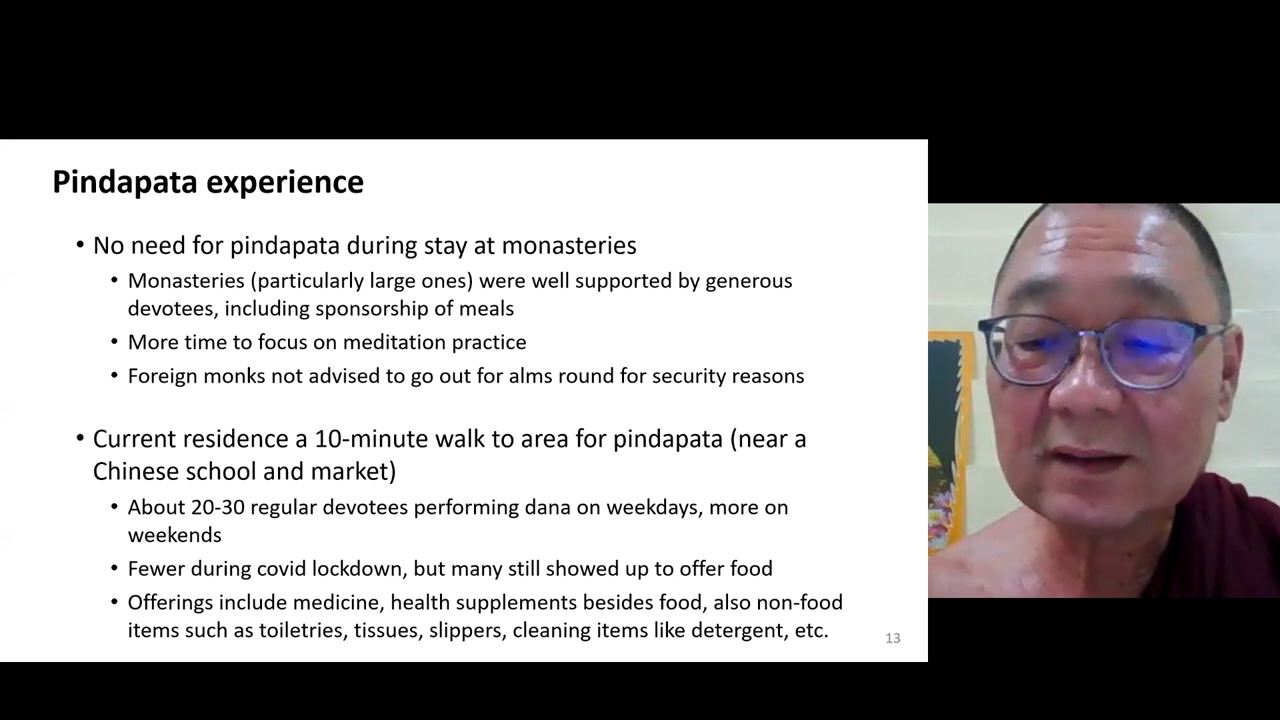 Pindapata experience
• No need for pindapata during stay at monasteries
• Monasteries (particularly large ones) were well supported by generous
devotees, including sponsorship of meals
• More time to focus on meditation practice
• Foreign monks not advised to go out for alms round for security reasons
• Current residence a 10-minute walk to area for pindapata (near a
Chinese school and market)
• About 20-30 regular devotees performing dana on weekdays, more on
weekends
• Fewer during covid lockdown, but many still showed up to offer food
• Offerings include medicine, health supplements besides food, also non-food
items such as toiletries, tissues, slippers, cleaning items like detergent, etc.
13